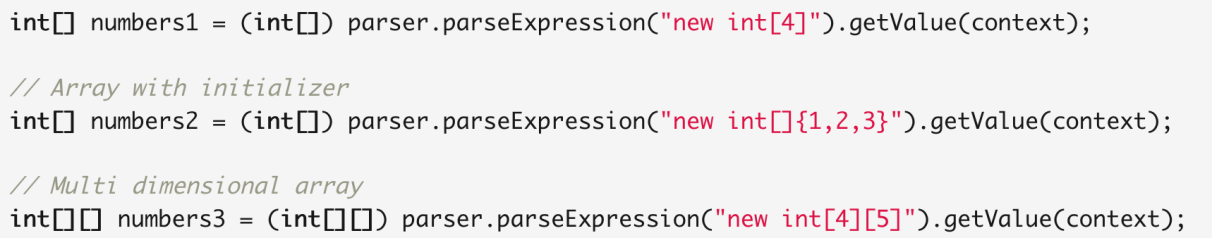 int[] numbers1 = (int[]) parser.parseExpression("new int[4]").getValue(context);
// Array with initializer
int[] numbers2 = (int[]) parser.parseExpression("new int[]{1,2,3}").getValue(context);
// Multi dimensional array
int[][] numbers3 = (int[][]) parser.parseExpression("new int[4][5]").getValue(context);